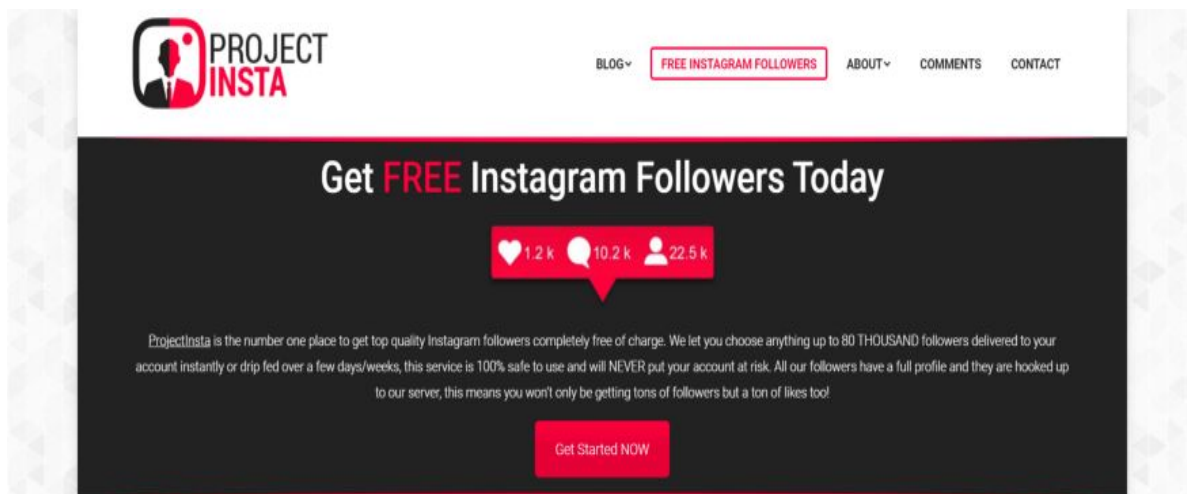 PROJECT
INSTA
BLOG
FREE INSTAGRAM FOLLOWERS
ABOUT
COMMENTS
CONTACT
Get FREE Instagram Followers Today
1.2 k 10.2 k 22.5 k
ProjectInsta is the number one place to get top quality Instagram followers completely free of charge. We let you choose anything up to 80 THOUSAND followers delivered to your
account instantly or drip fed over a few days/weeks, this service is 100% safe to use and will NEVER put your account at risk. All our followers have a full profile and they are hooked up
to our server, this means you won't only be getting tons of followers but a ton of likes too!
Get Started NOW